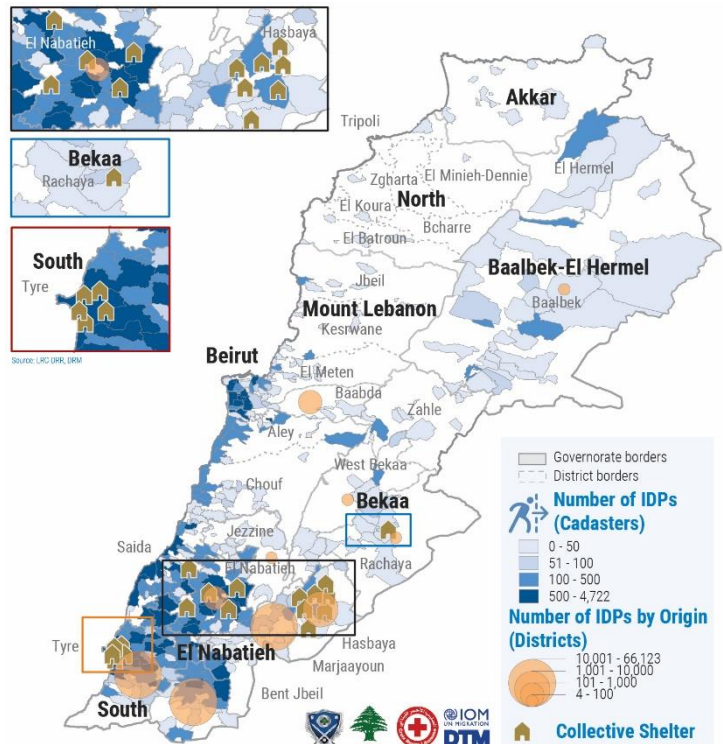 El Nabatieh
Hasbaya
Bekaa
Rachaya
South
Tyre
Source: LRC DRR, DRM
Akkar
Tripoli
El Hermel
Zgharta
El Minieh-Dennie
North
El Koura
Bcharre
El Batroun
Baalbek-El Hermel
Jbeil
Baalbek
Mount Lebanon
Kesrwane
Beirut
El Meten
Baabda
Zahle
Aley
West Bekaa
Chouf
Bekaa
Jezzine
Saida
El Nabatieh
Rachaya
Tyre
El Nabatieh
Hasbaya
Marjaayoun
South
Bent Jbeil
Governorate borders
District borders
Number of IDPs
(Cadasters)
0 - 50
51 - 100
100 - 500
500 - 4,722
Number of IDPs by Origin
(Districts)
10,001 - 66,123
1,001 - 10,000
101 - 1,000
4 - 100
Collective Shelter
IOM
UN MIGRATION
DTM